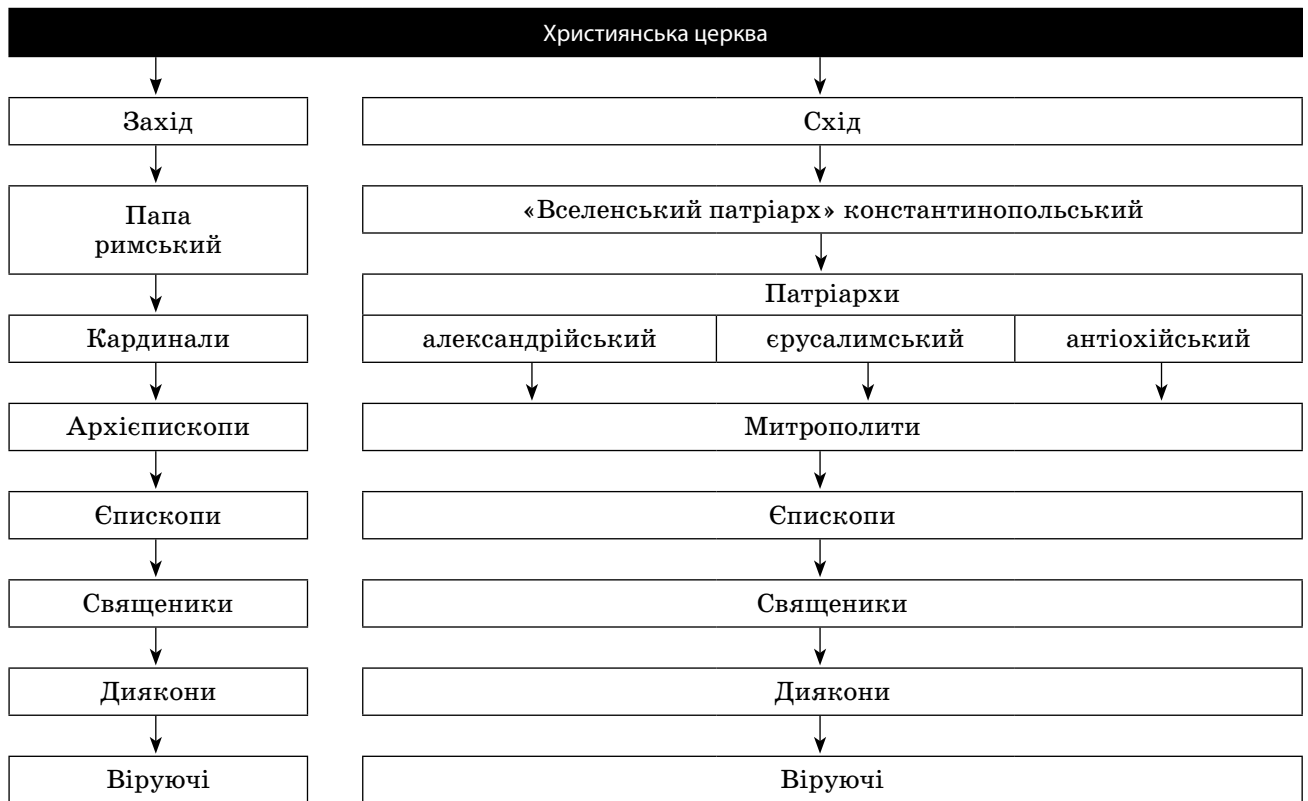 Християнська церква
Захід
Схід
Папа
римський
«Вселенський патріарх» константинопольський
Патріархи
Кардинали
александрійський
єрусалимський
антіохійський
Архієпископи
Митрополити
Єпископи
Єпископи
Священики
Священики
Диякони
Диякони
Віруючі
Віруючі